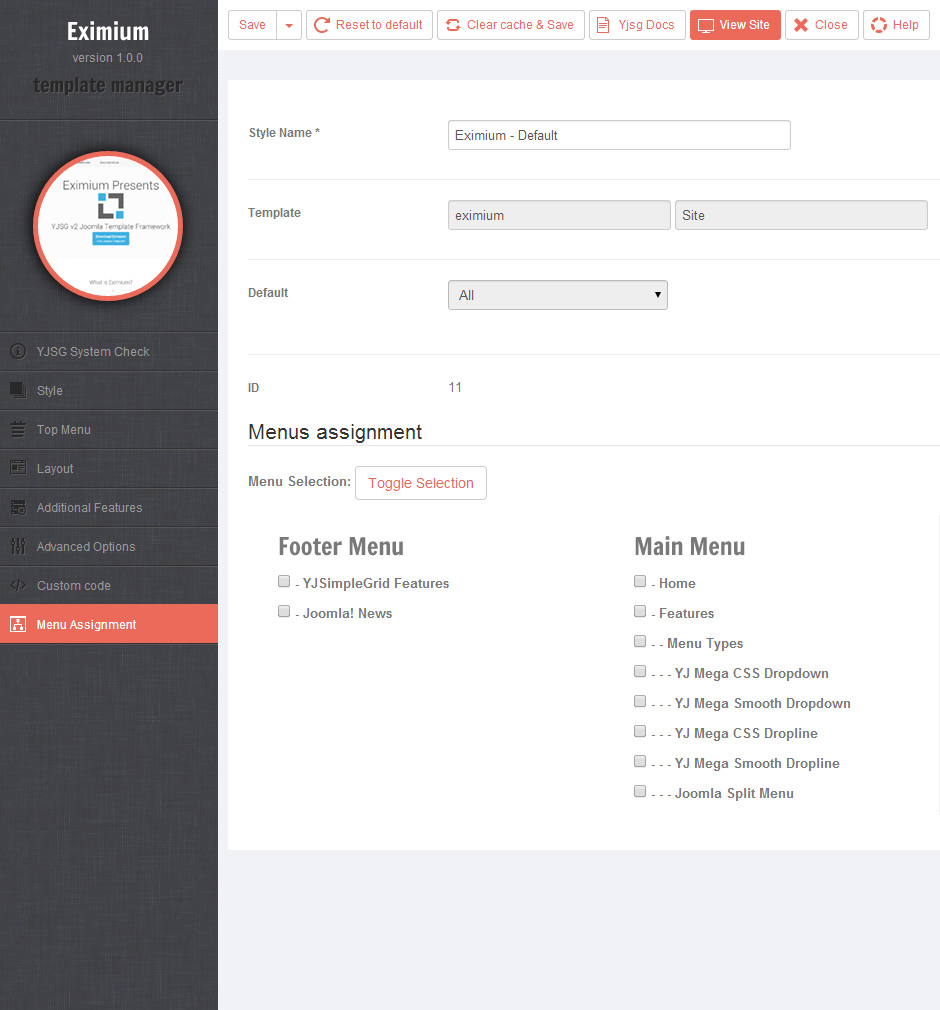 Eximium
version 1.0.0
template manager
Eximium Presents
YJSG v2 Joomla Template Framework
What is Eximium?
YJSG System Check
Style
Top Menu
Layout
Additional Features
Advanced Options
Custom code
Menu Assignment
Save
Reset to default
Clear cache & Save
Yjsg Docs
View Site
Close
Help
Style Name *
Eximium - Default
Template
eximium
Site
Default
All
ID
11
Menus assignment
Menu Selection:
Toggle Selection
Footer Menu
- YJSimpleGrid Features
- Joomla! News
Main Menu
- Home
- Features
- - Menu Types
- - - YJ Mega CSS Dropdown
- - - YJ Mega Smooth Dropdown
- - - YJ Mega CSS Dropline
- - - YJ Mega Smooth Dropline
- - - Joomla Split Menu